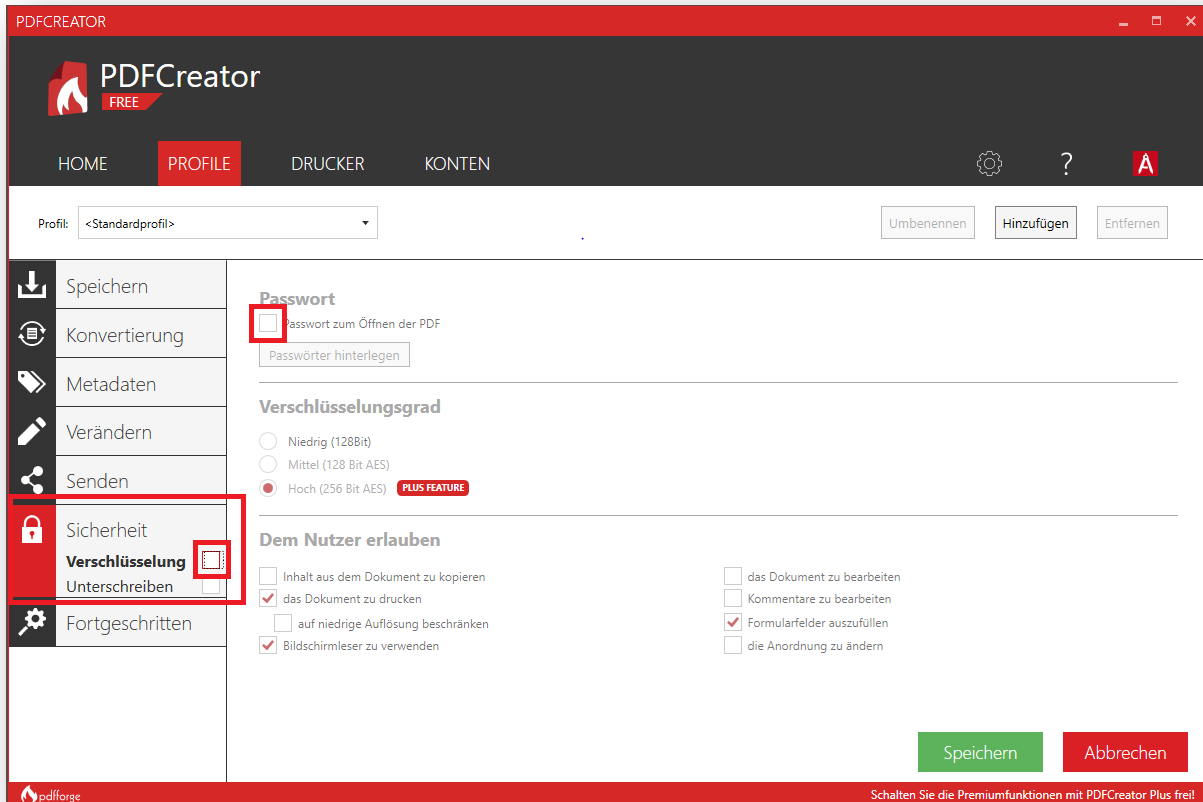 PDFCREATOR
PDFCreator
FREE
HOME PROFILE DRUCKER KONTEN ?
Profil: <Standardprofil> Umbenennen Hinzufügen Entfernen
Speichern
Konvertierung
Metadaten
Verändern
Senden
Sicherheit
Verschlüsselung
Unterschreiben
Fortgeschritten
Passwort
Passwort zum Öffnen der PDF
Passwörter hinterlegen
Verschlüsselungsgrad
Niedrig (128Bit)
Mittel (128 Bit AES)
Hoch (256 Bit AES) PLUS FEATURE
Dem Nutzer erlauben
Inhalt aus dem Dokument zu kopieren
das Dokument zu drucken
auf niedrige Auflösung beschränken
Bildschirmleser zu verwenden
das Dokument zu bearbeiten
Kommentare zu bearbeiten
Formularfelder auszufüllen
die Anordnung zu ändern
Speichern Abbrechen
pdfforge Schalten Sie die Premiumfunktionen mit PDFCreator Plus frei!